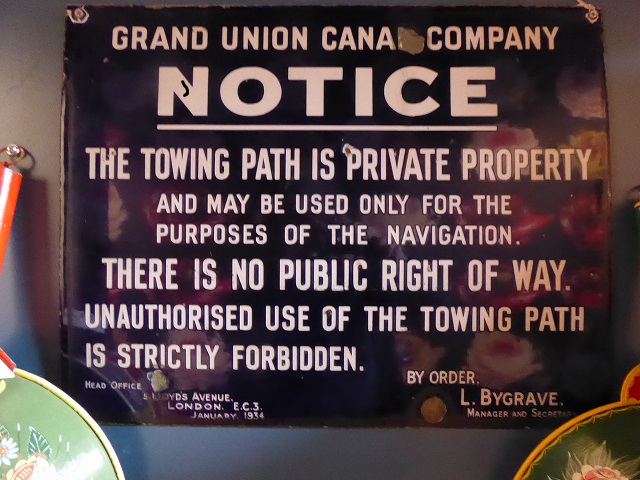 GRAND UNION CANAL COMPANY
NOTICE
THE TOWING PATH IS PRIVATE PROPERTY
AND MAY BE USED ONLY FOR THE
PURPOSES OF THE NAVIGATION.
THERE IS NO PUBLIC RIGHT OF WAY.
UNAUTHORISED USE OF THE TOWING PATH
IS STRICTLY FORBIDDEN.
HEAD OFFICE
AVENUE.
LONDON. E.C.3.
JANUARY, 1934
BY ORDER.
L. BYGRAVE.
MANAGER AND SECRETARY